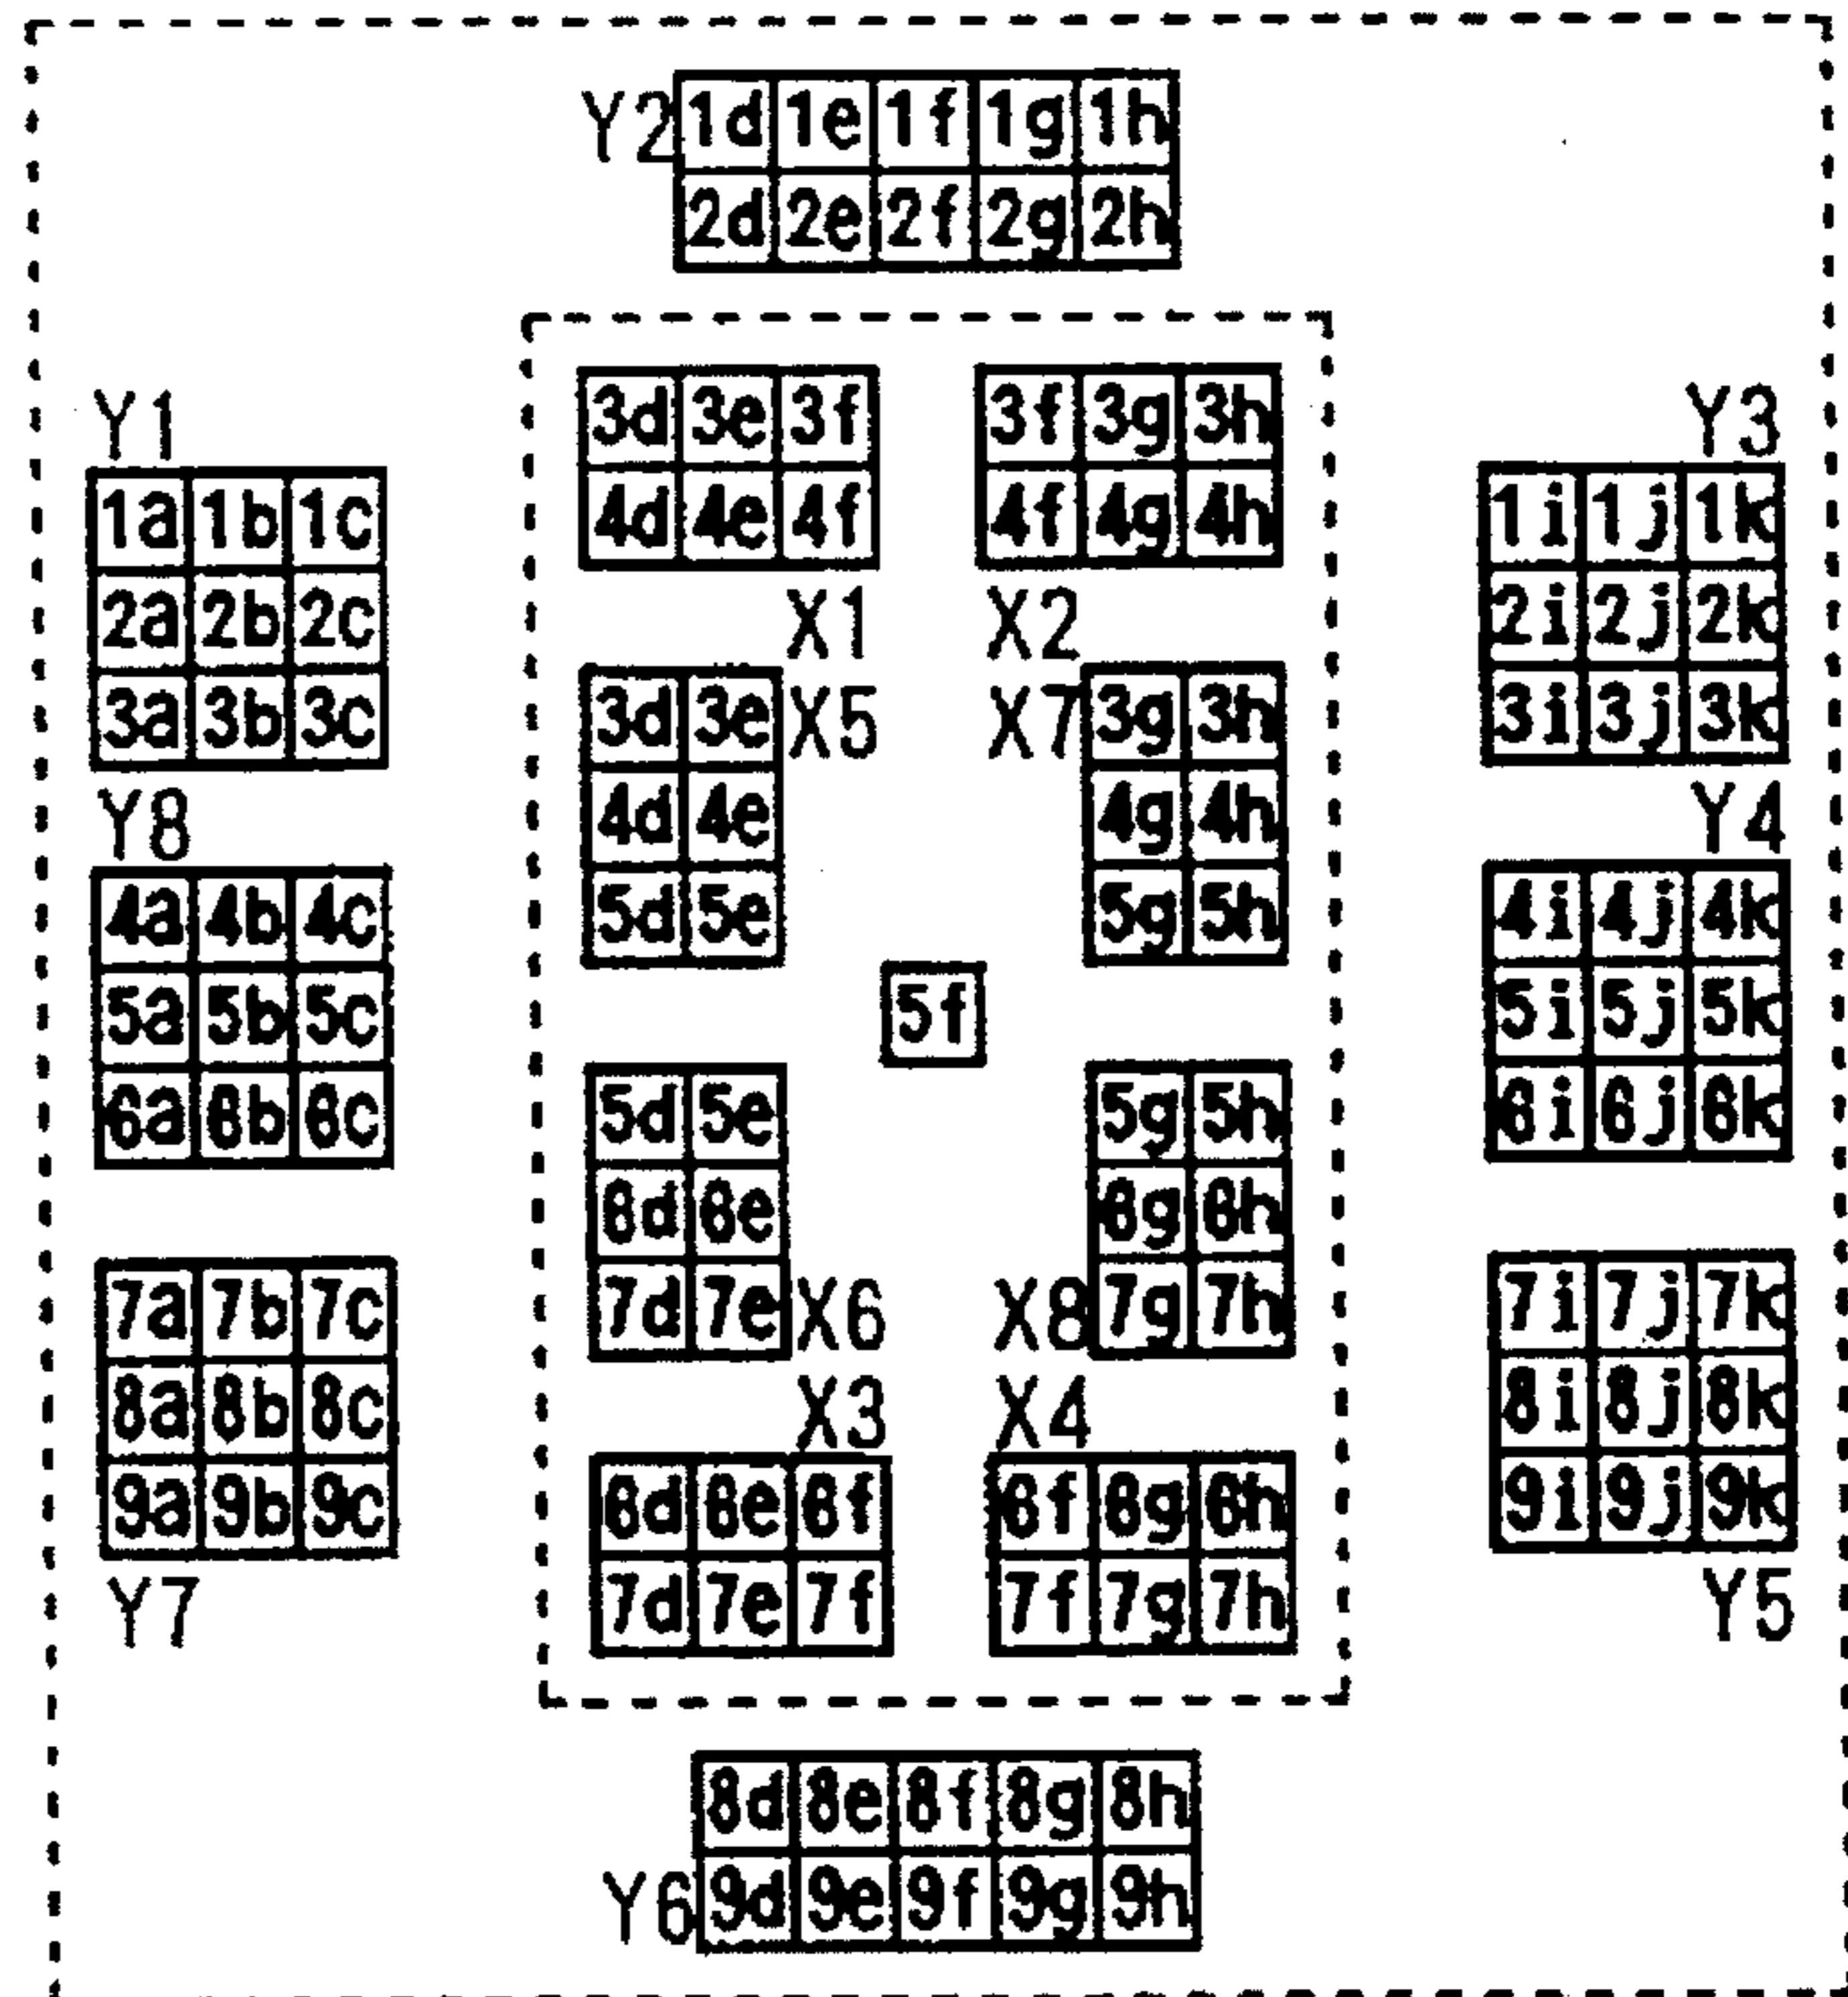 Y2 1d 1e 1f 1g 1h
2d 2e 2f 2g 2h
Y1
1a 1b 1c
2a 2b 2c
3a 3b 3c
Y8
4a 4b 4c
5a 5b 5c
6a 6b 6c
7a 7b 7c
8a 8b 8c
9a 9b 9c
Y7
3d 3e 3f
4d 4e 4f
X1
3f 3g 3h
4f 4g 4h
X2
X5
3d 3e
4d 4e
5d 5e
X7
3g 3h
4g 4h
5g 5h
5f
5d 5e
6d 6e
7d 7e
X6
5g 5h
6g 6h
7g 7h
X8
X3
6d 6e 6f
7d 7e 7f
X4
6f 6g 6h
7f 7g 7h
Y3
1i 1j 1k
2i 2j 2k
3i 3j 3k
Y4
4i 4j 4k
5i 5j 5k
6i 6j 6k
7i 7j 7k
8i 8j 8k
9i 9j 9k
Y5
8d 8e 8f 8g 8h
Y6 9d 9e 9f 9g 9h